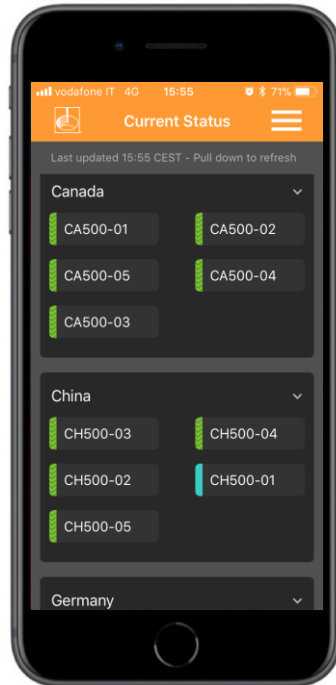 vodafone IT 4G 15:55 71%
Current Status
Last updated 15:55 CEST - Pull down to refresh
Canada
CA500-01 CA500-02
CA500-05 CA500-04
CA500-03
China
CH500-03 CH500-04
CH500-02 CH500-01
CH500-05
Germany